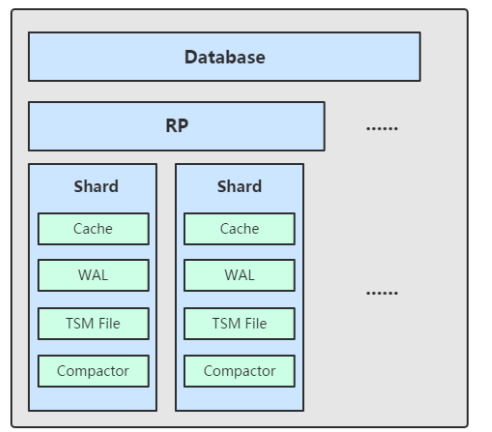 Database
RP
......
Shard
Cache
WAL
TSM File
Compactor
Shard
Cache
WAL
TSM File
Compactor
......